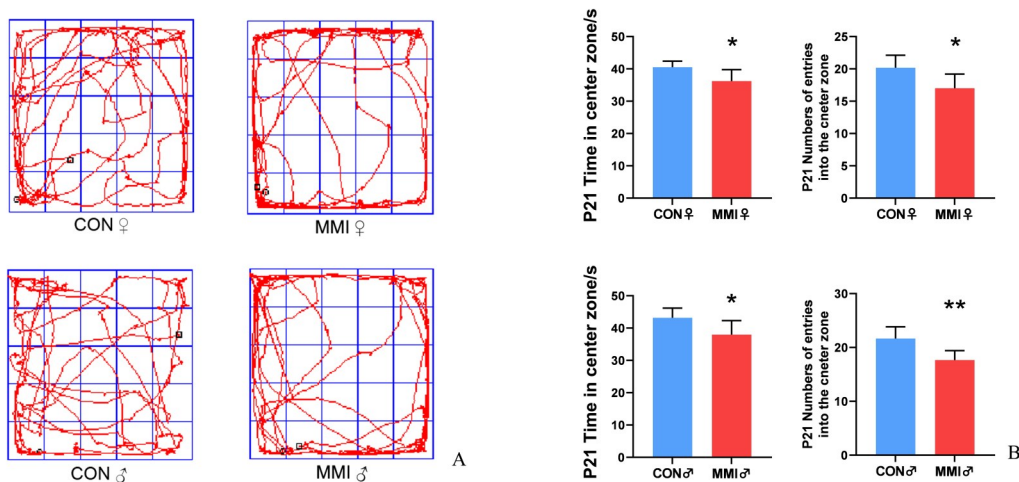 CON♀
MMI♀
CON♂
MMI♂
A
P21 Time in center zone/s
50
40
30
20
10
0
*
CON♀
MMI♀
P21 Numbers of entries
into the cneter zone
25
20
15
10
5
0
*
CON♀
MMI♀
P21 Time in center zone/s
50
40
30
20
10
0
*
CON♂
MMI♂
P21 Numbers of entries
into the cneter zone
30
20
10
0
**
CON♂
MMI♂
B